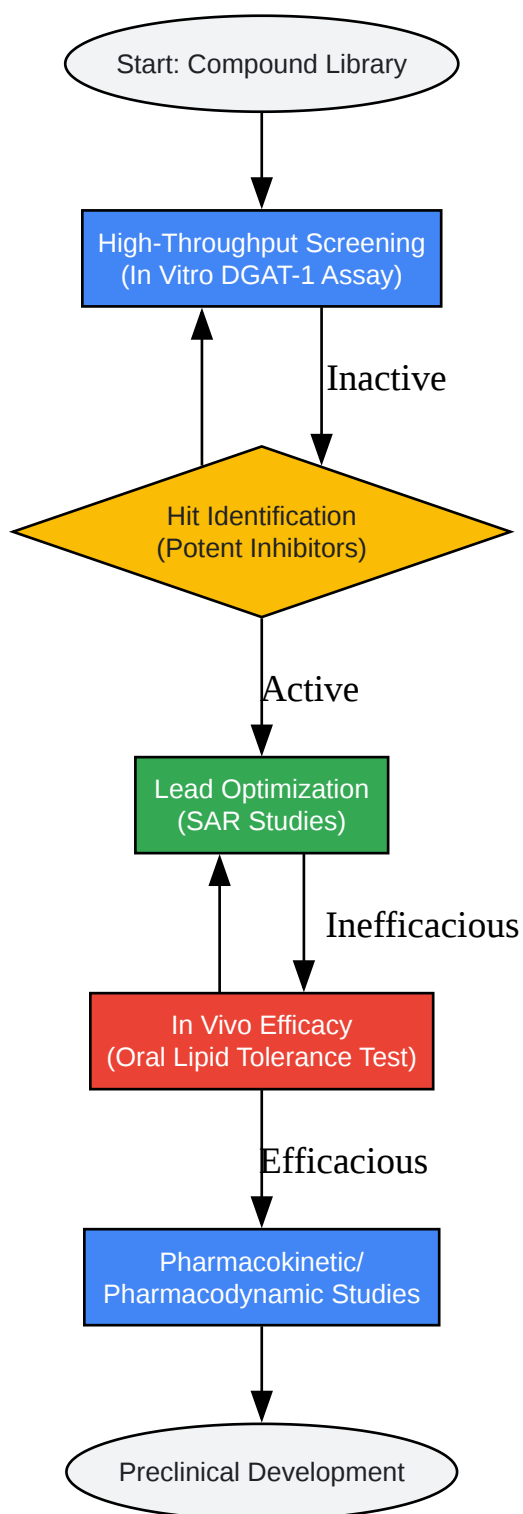 Start: Compound Library
High-Throughput Screening
(In Vitro DGAT-1 Assay)
Inactive
Hit Identification
(Potent Inhibitors)
Active
Lead Optimization
(SAR Studies)
Inefficacious
In Vivo Efficacy
(Oral Lipid Tolerance Test)
Efficacious
Pharmacokinetic/
Pharmacodynamic Studies
Preclinical Development